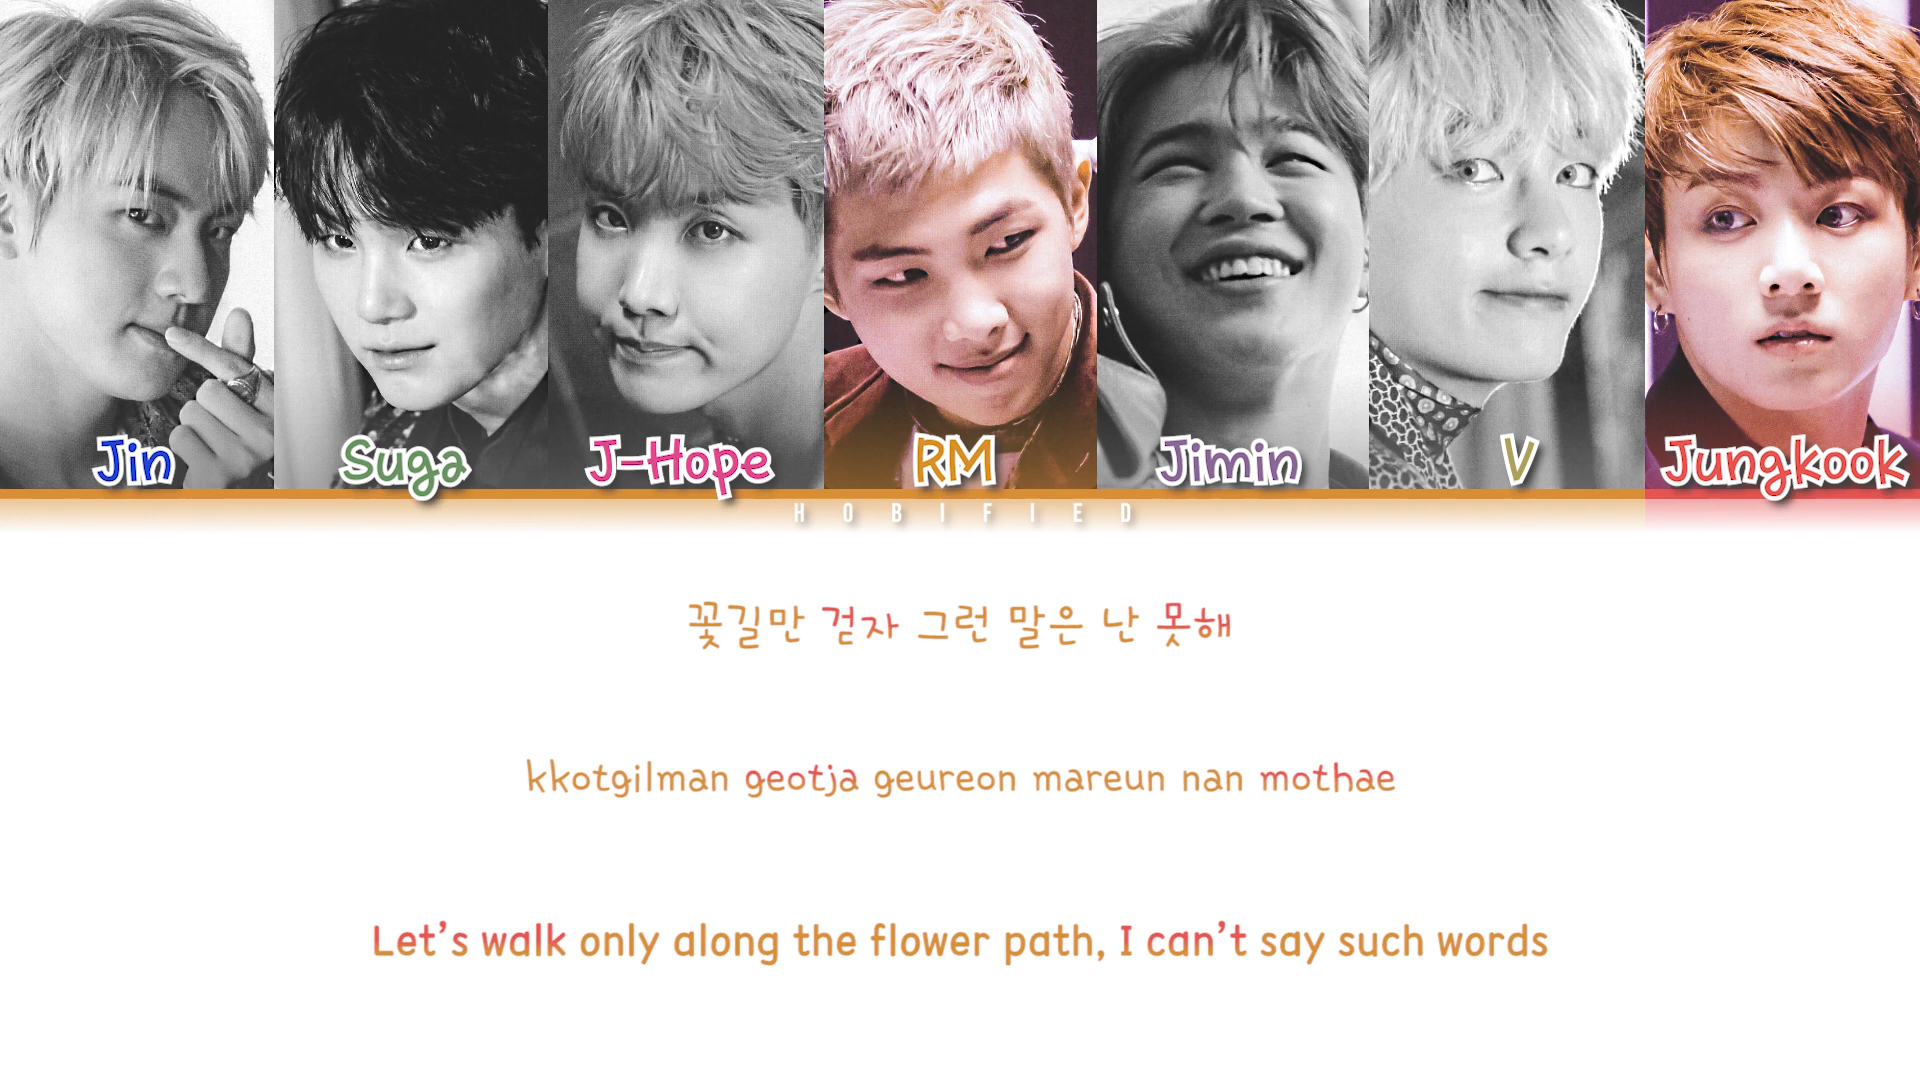 Jin Suga J-Hope RM Jimin V Jungkook
HOBIFIED
꽃길만 걷자 그런 말은 난 못해
kkotgilman geotja geureon mareun nan mothae
Let's walk only along the flower path, I can't say such words